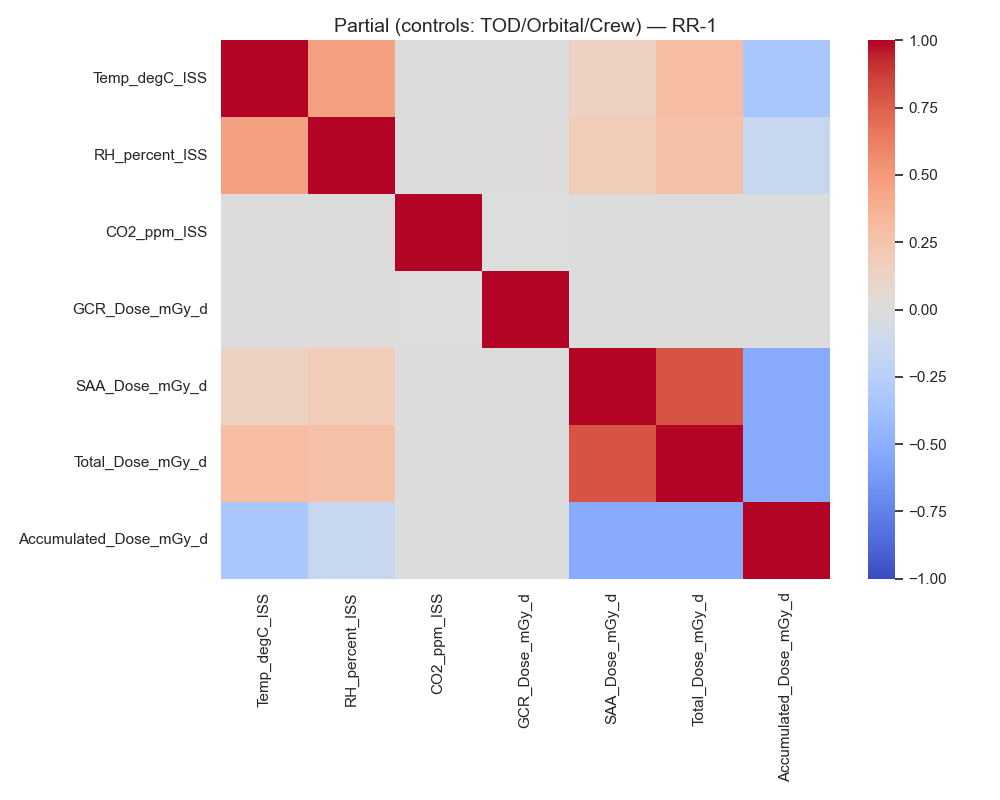 Partial (controls: TOD/Orbital/Crew) — RR-1
Temp_degC_ISS
RH_percent_ISS
CO2_ppm_ISS
GCR_Dose_mGy_d
SAA_Dose_mGy_d
Total_Dose_mGy_d
Accumulated_Dose_mGy_d
Temp_degC_ISS
RH_percent_ISS
CO2_ppm_ISS
GCR_Dose_mGy_d
SAA_Dose_mGy_d
Total_Dose_mGy_d
Accumulated_Dose_mGy_d
1.00
0.75
0.50
0.25
0.00
−0.25
−0.50
−0.75
−1.00